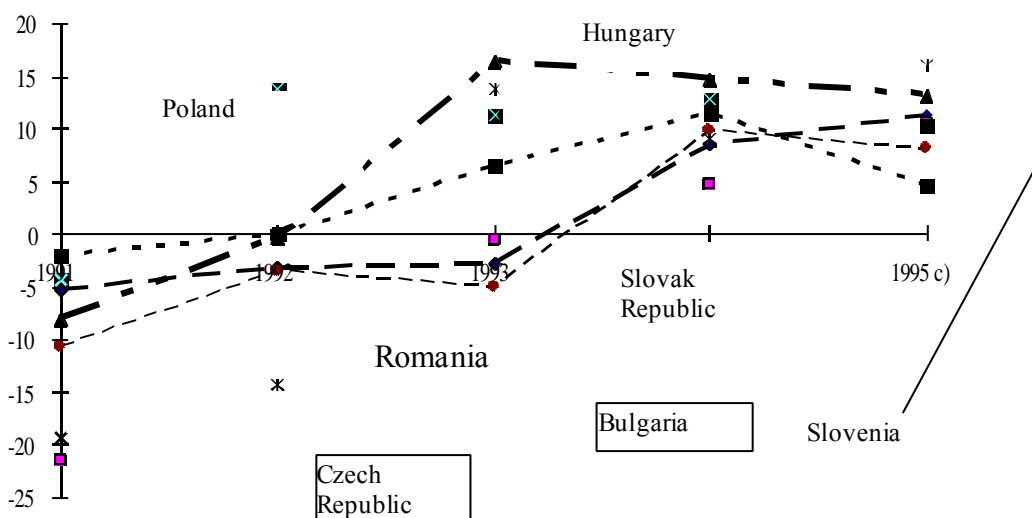 20
15
10
5
0
-5
-10
-15
-20
-25
Hungary
Poland
1991
1992
1993
1995 c)
Slovak
Republic
Romania
Bulgaria
Slovenia
Czech
Republic